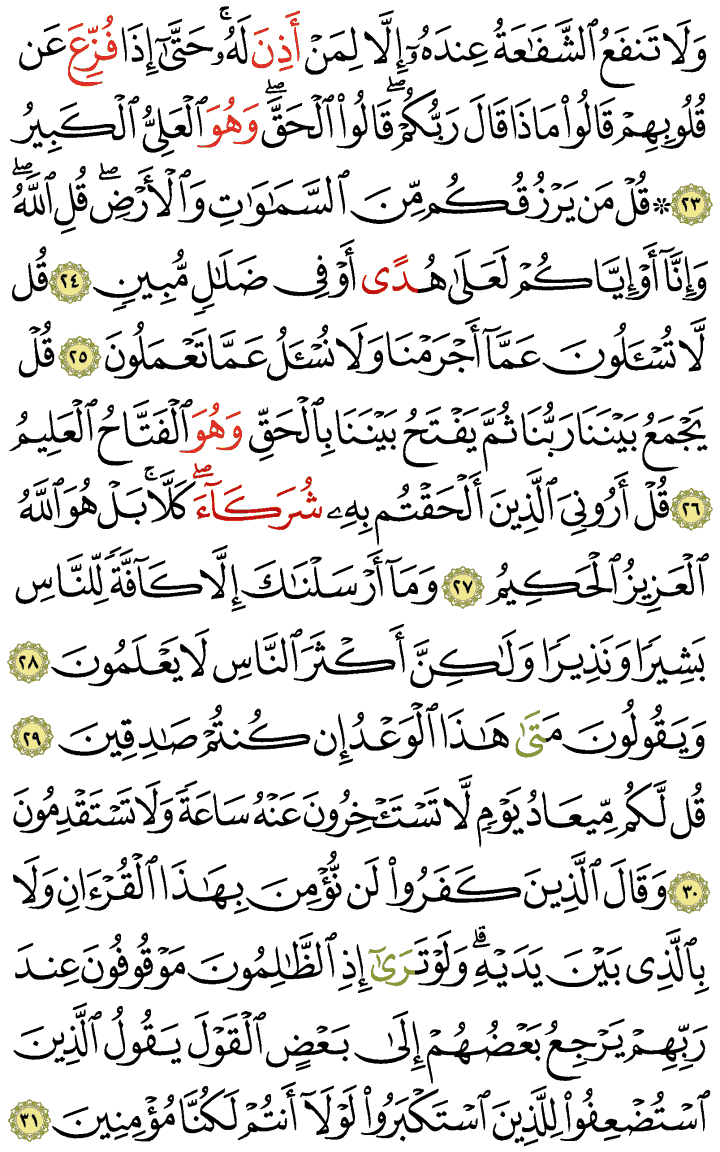 وَلَا تَنفَعُ ٱلشَّفَٰعَةُ عِندَهُۥٓ إِلَّا لِمَنۡ أَذِنَ لَهُۥۚ حَتَّىٰٓ إِذَا فُزِّعَ عَن
قُلُوبِهِمۡ قَالُواْ مَاذَا قَالَ رَبُّكُمۡۖ قَالُواْ ٱلۡحَقَّۖ وَهُوَ ٱلۡعَلِيُّ ٱلۡكَبِيرُ
٢٣ ۞ قُلۡ مَن يَرۡزُقُكُم مِّنَ ٱلسَّمَٰوَٰتِ وَٱلۡأَرۡضِۖ قُلِ ٱللَّهُۖ
وَإِنَّآ أَوۡ إِيَّاكُمۡ لَعَلَىٰ هُدًى أَوۡ فِي ضَلَٰلٖ مُّبِينٖ ٢٤ قُل
لَّا تُسۡـَٔلُونَ عَمَّآ أَجۡرَمۡنَا وَلَا نُسۡـَٔلُ عَمَّا تَعۡمَلُونَ ٢٥ قُلۡ
يَجۡمَعُ بَيۡنَنَا رَبُّنَا ثُمَّ يَفۡتَحُ بَيۡنَنَا بِٱلۡحَقِّ وَهُوَ ٱلۡفَتَّاحُ ٱلۡعَلِيمُ
٢٦ قُلۡ أَرُونِيَ ٱلَّذِينَ أَلۡحَقۡتُم بِهِۦ شُرَكَآءَۖ كَلَّاۚ بَلۡ هُوَ ٱللَّهُ
ٱلۡعَزِيزُ ٱلۡحَكِيمُ ٢٧ وَمَآ أَرۡسَلۡنَٰكَ إِلَّا كَآفَّةٗ لِّلنَّاسِ
بَشِيرٗا وَنَذِيرٗا وَلَٰكِنَّ أَكۡثَرَ ٱلنَّاسِ لَا يَعۡلَمُونَ ٢٨
وَيَقُولُونَ مَتَىٰ هَٰذَا ٱلۡوَعۡدُ إِن كُنتُمۡ صَٰدِقِينَ ٢٩
قُل لَّكُم مِّيعَادُ يَوۡمٖ لَّا تَسۡتَـٔۡخِرُونَ عَنۡهُ سَاعَةٗ وَلَا تَسۡتَقۡدِمُونَ
٣٠ وَقَالَ ٱلَّذِينَ كَفَرُواْ لَن نُّؤۡمِنَ بِهَٰذَا ٱلۡقُرۡءَانِ وَلَا
بِٱلَّذِي بَيۡنَ يَدَيۡهِۗ وَلَوۡ تَرَىٰٓ إِذِ ٱلظَّٰلِمُونَ مَوۡقُوفُونَ عِندَ
رَبِّهِمۡ يَرۡجِعُ بَعۡضُهُمۡ إِلَىٰ بَعۡضٍ ٱلۡقَوۡلَ يَقُولُ ٱلَّذِينَ
ٱسۡتُضۡعِفُواْ لِلَّذِينَ ٱسۡتَكۡبَرُواْ لَوۡلَآ أَنتُمۡ لَكُنَّا مُؤۡمِنِينَ ٣١